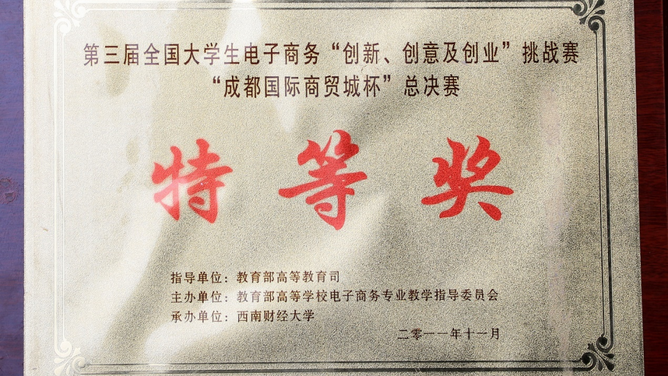 第三届全国大学生电子商务“创新、创意及创业”挑战赛
“成都国际商贸城杯”总决赛
特等奖
指导单位：教育部高等教育司
主办单位：教育部高等学校电子商务专业教学指导委员会
承办单位：西南财经大学
二〇一一年十一月